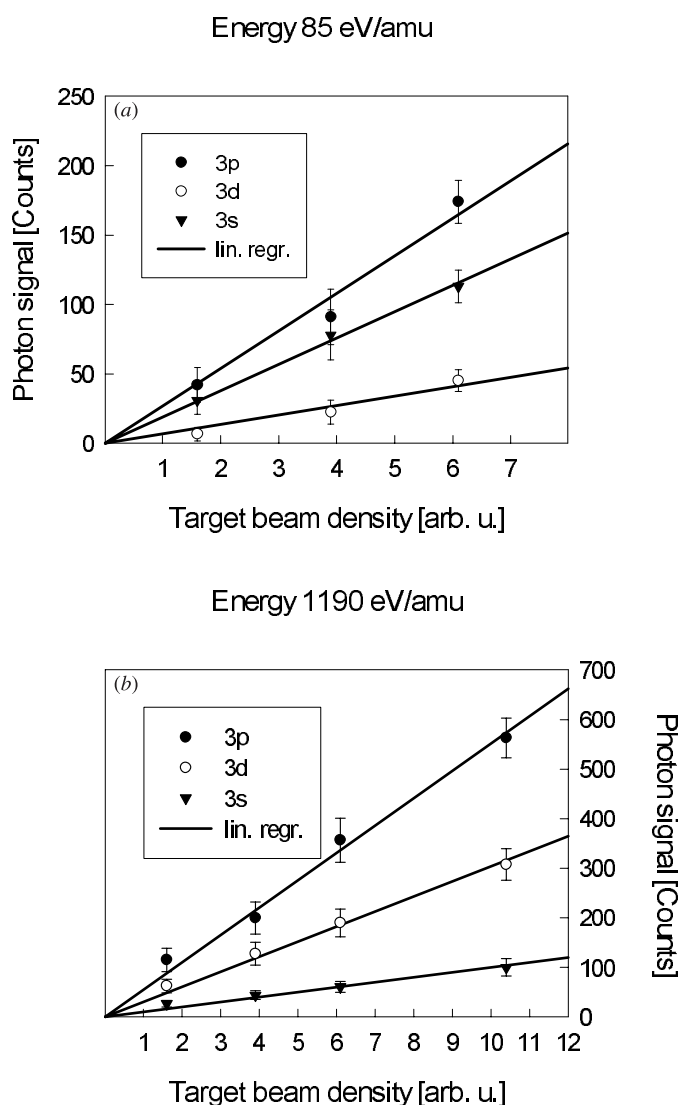 Energy 85 eV/amu
(a)
250
200
150
100
50
0
Photon signal [Counts]
3p
3d
3s
lin. regr.
1 2 3 4 5 6 7
Target beam density [arb. u.]
Energy 1190 eV/amu
(b)
3p
3d
3s
lin. regr.
700
600
500
400
300
200
100
0
Photon signal [Counts]
1 2 3 4 5 6 7 8 9 10 11 12
Target beam density [arb. u.]